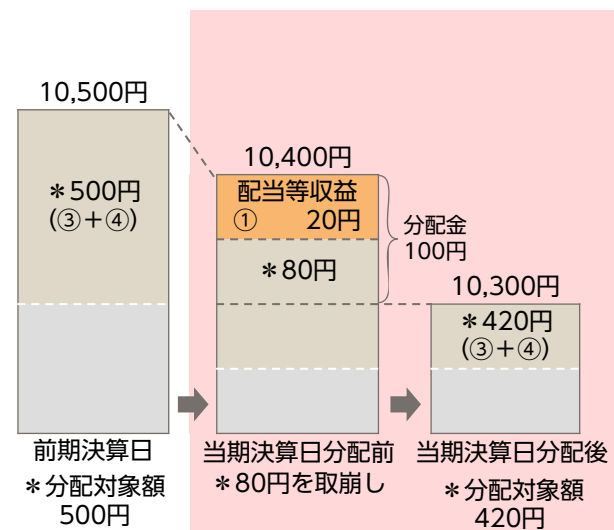 10,500円
＊500円
(③＋④)
前期決算日
＊分配対象額
500円
10,400円
配当等収益
① 20円
＊80円
分配金
100円
当期決算日分配前
＊80円を取崩し
10,300円
＊420円
(③＋④)
当期決算日分配後
＊分配対象額
420円